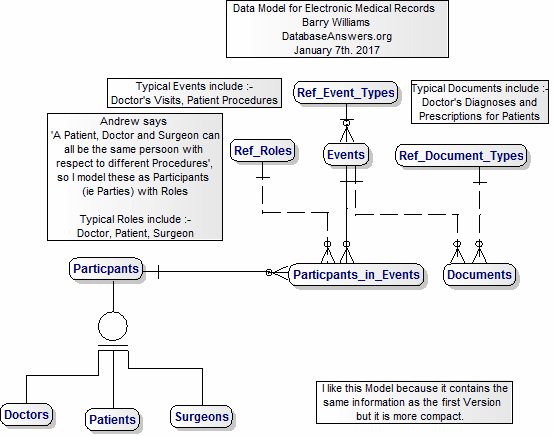 Data Model for Electronic Medical Records
Barry Williams
DatabaseAnswers.org
January 7th. 2017
Typical Events include :-
Doctor's Visits, Patient Procedures
Ref_Event_Types
Typical Documents include :-
Doctor's Diagnoses and
Prescriptions for Patients
Andrew says
'A Patient, Doctor and Surgeon can
all be the same persoon with
respect to different Procedures',
so I model these as Participants
(ie Parties) with Roles
Typical Roles include :-
Doctor, Patient, Surgeon
Ref_Roles
Events
Ref_Document_Types
Particpants
Particpants_in_Events
Documents
Doctors
Patients
Surgeons
I like this Model because it contains the
same information as the first Version
but it is more compact.